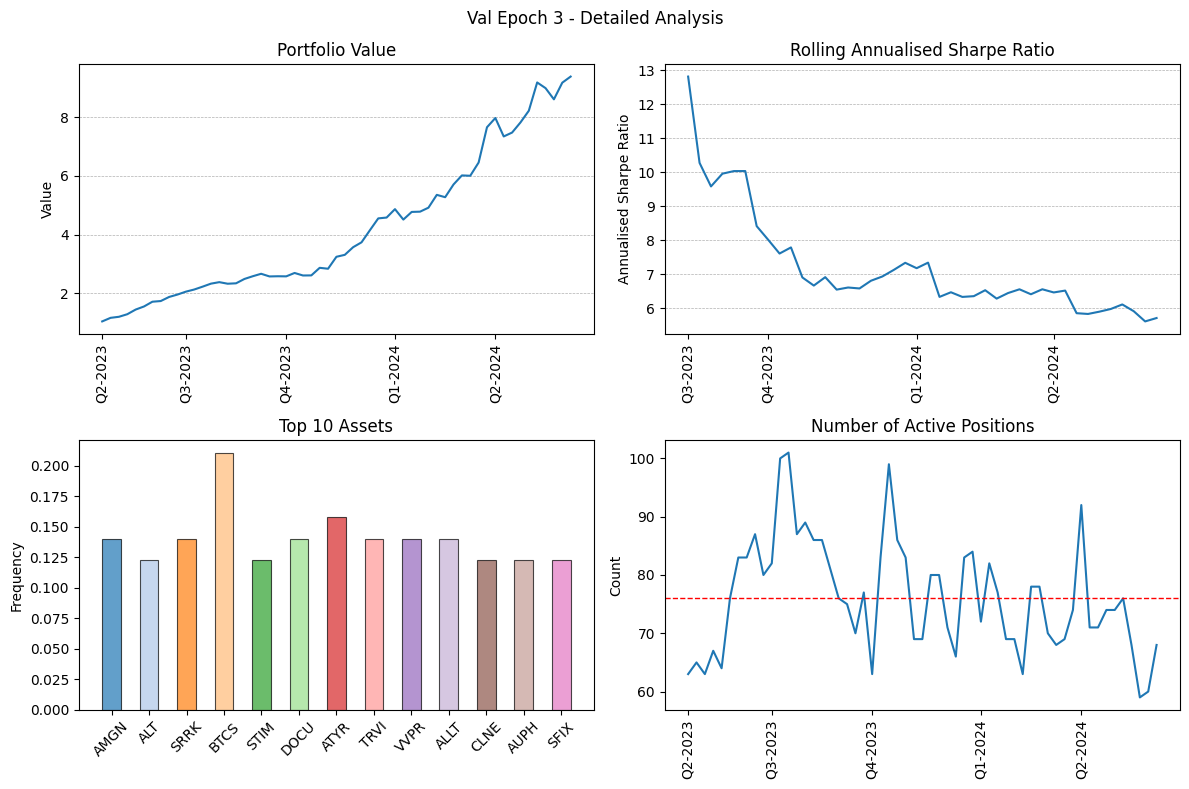 Val Epoch 3 - Detailed Analysis
Portfolio Value
Value
8
6
4
2
Q2-2023
Q3-2023
Q4-2023
Q1-2024
Q2-2024
Rolling Annualised Sharpe Ratio
Annualised Sharpe Ratio
13
12
11
10
9
8
7
6
Q3-2023
Q4-2023
Q1-2024
Q2-2024
Top 10 Assets
Frequency
0.200
0.175
0.150
0.125
0.100
0.075
0.050
0.025
0.000
AMGN
ALT
SRRK
BTCS
STIM
DOCU
ATYR
TRVI
VVPR
ALLT
CLNE
AUPH
SFIX
Number of Active Positions
Count
100
90
80
70
60
Q2-2023
Q3-2023
Q4-2023
Q1-2024
Q2-2024